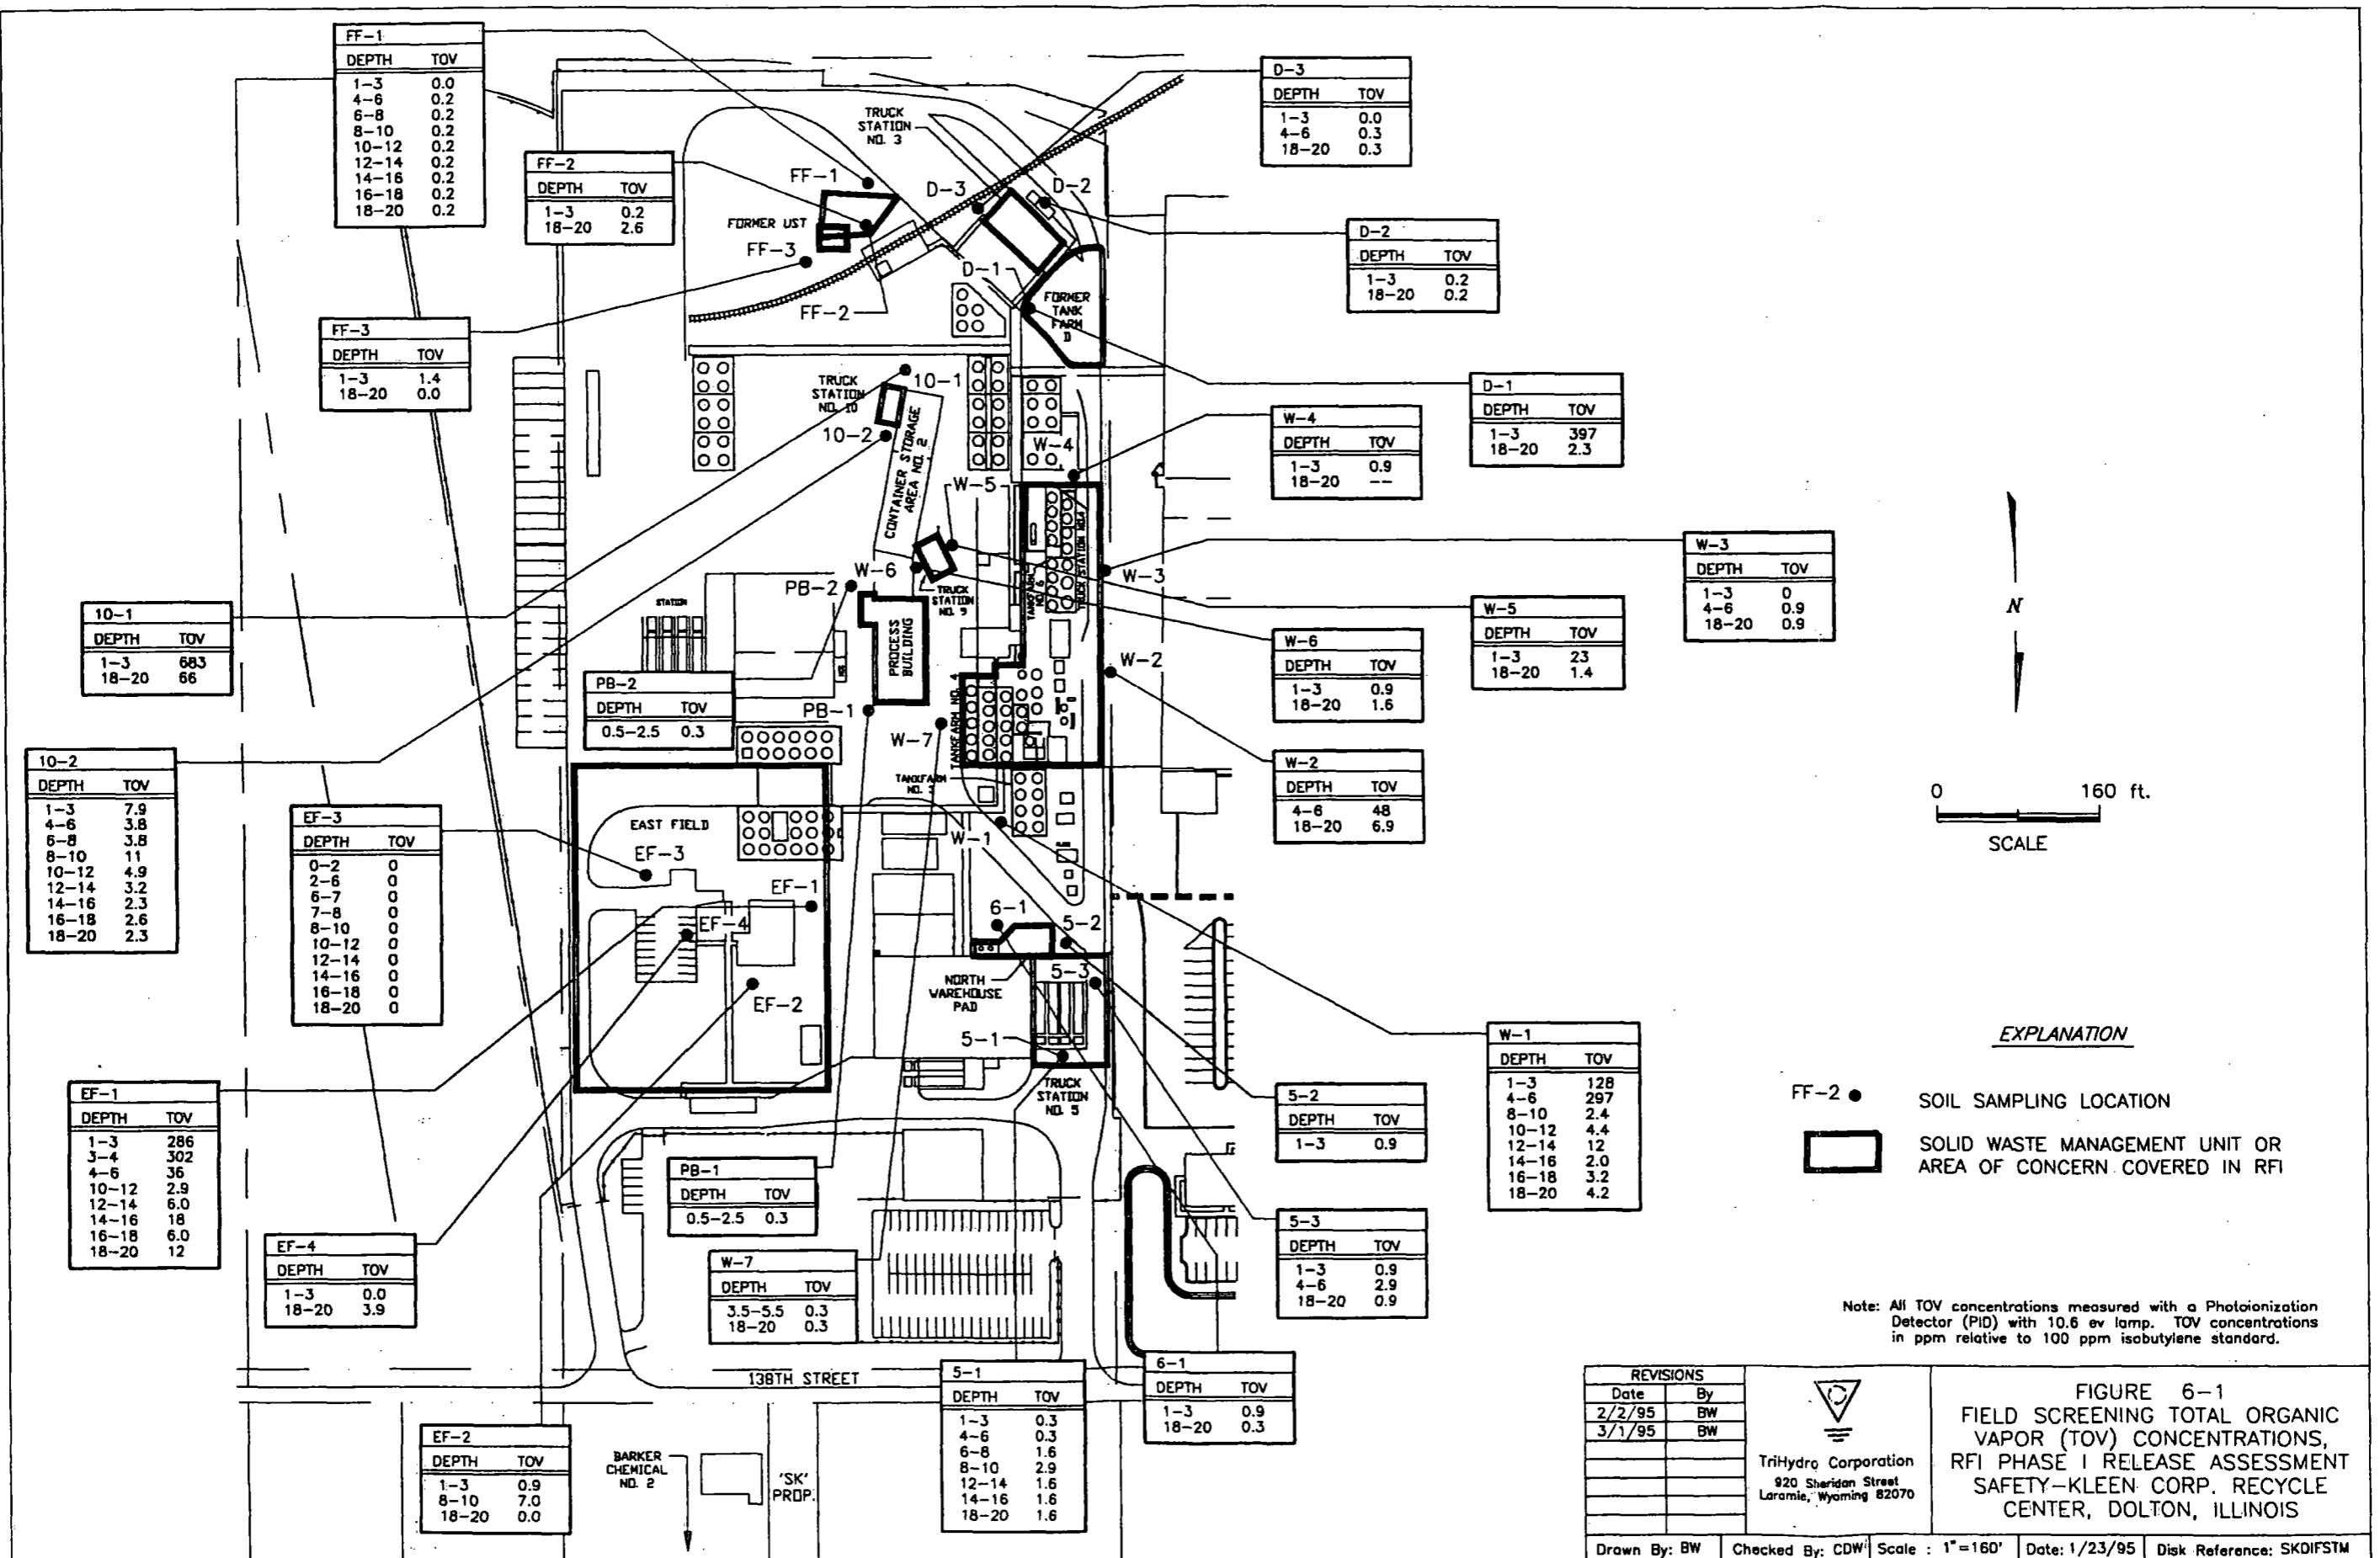 FF-1
DEPTH TOV
1-3 0.0
4-6 0.2
6-8 0.2
8-10 0.2
10-12 0.2
12-14 0.2
14-16 0.2
16-18 0.2
18-20 0.2
FF-2
DEPTH TOV
1-3 0.2
18-20 2.6
D-3
DEPTH TOV
1-3 0.0
4-6 0.3
18-20 0.3
D-2
DEPTH TOV
1-3 0.2
18-20 0.2
FF-3
DEPTH TOV
1-3 1.4
18-20 0.0
D-1
DEPTH TOV
1-3 397
18-20 2.3
W-4
DEPTH TOV
1-3 0.9
18-20 --
W-3
DEPTH TOV
1-3 0
4-6 0.9
18-20 0.9
W-5
DEPTH TOV
1-3 23
18-20 1.4
W-6
DEPTH TOV
1-3 0.9
18-20 1.6
W-2
DEPTH TOV
4-6 48
18-20 6.9
10-1
DEPTH TOV
1-3 683
18-20 66
PB-2
DEPTH TOV
0.5-2.5 0.3
10-2
DEPTH TOV
1-3 7.9
4-6 3.8
6-8 3.8
8-10 11
10-12 4.9
12-14 3.2
14-16 2.3
16-18 2.6
18-20 2.3
EF-3
DEPTH TOV
0-2 0
2-6 0
6-7 0
7-8 0
8-10 0
10-12 0
12-14 0
14-16 0
16-18 0
18-20 0
EF-1
DEPTH TOV
1-3 286
3-4 302
4-6 36
10-12 2.9
12-14 6.0
14-16 18
16-18 6.0
18-20 12
EF-4
DEPTH TOV
1-3 0.0
18-20 3.9
PB-1
DEPTH TOV
0.5-2.5 0.3
W-7
DEPTH TOV
3.5-5.5 0.3
18-20 0.3
5-2
DEPTH TOV
1-3 0.9
5-3
DEPTH TOV
1-3 0.9
4-6 2.9
18-20 0.9
W-1
DEPTH TOV
1-3 128
4-6 297
8-10 2.4
10-12 4.4
12-14 12
14-16 2.0
16-18 3.2
18-20 4.2
EF-2
DEPTH TOV
1-3 0.9
8-10 7.0
18-20 0.0
5-1
DEPTH TOV
1-3 0.3
4-6 0.3
6-8 1.6
8-10 2.9
12-14 1.6
14-16 1.6
18-20 1.6
6-1
DEPTH TOV
1-3 0.9
18-20 0.3
TRUCK
STATION
NO. 3
FF-1
D-3
D-2
FORMER UST
FF-3
D-1
FF-2
FORMER
TANK
FARM
D
TRUCK
STATION
NO. 10
10-1
10-2
CONTAINER STORAGE
AREA NO. 2
W-4
W-5
W-6
TRUCK
STATION
NO. 9
TANKFARM
NO. 6
TRUCK STATION NO.4
W-3
PB-2
STATION
PROCESS
BUILDING
W-2
PB-1
W-7
TANKFARM NO. 4
TANKFARM
NO. 3
W-1
EAST FIELD
EF-3
EF-1
EF-4
EF-2
6-1
5-2
5-3
NORTH
WAREHOUSE
PAD
5-1
TRUCK
STATION
NO. 5
138TH STREET
BARKER
CHEMICAL
NO. 2
'SK'
PROP.
N
0 160 ft.
SCALE
EXPLANATION
FF-2
SOIL SAMPLING LOCATION
SOLID WASTE MANAGEMENT UNIT OR
AREA OF CONCERN COVERED IN RFI
Note: All TOV concentrations measured with a Photoionization
Detector (PID) with 10.6 ev lamp. TOV concentrations
in ppm relative to 100 ppm isobutylene standard.
REVISIONS
Date By
2/2/95 BW
3/1/95 BW
TriHydro Corporation
920 Sheridan Street
Laramie, Wyoming 82070
FIGURE 6-1
FIELD SCREENING TOTAL ORGANIC
VAPOR (TOV) CONCENTRATIONS,
RFI PHASE I RELEASE ASSESSMENT
SAFETY-KLEEN CORP. RECYCLE
CENTER, DOLTON, ILLINOIS
Drawn By: BW Checked By: CDW Scale : 1"=160' Date: 1/23/95 Disk Reference: SKDIFSTM